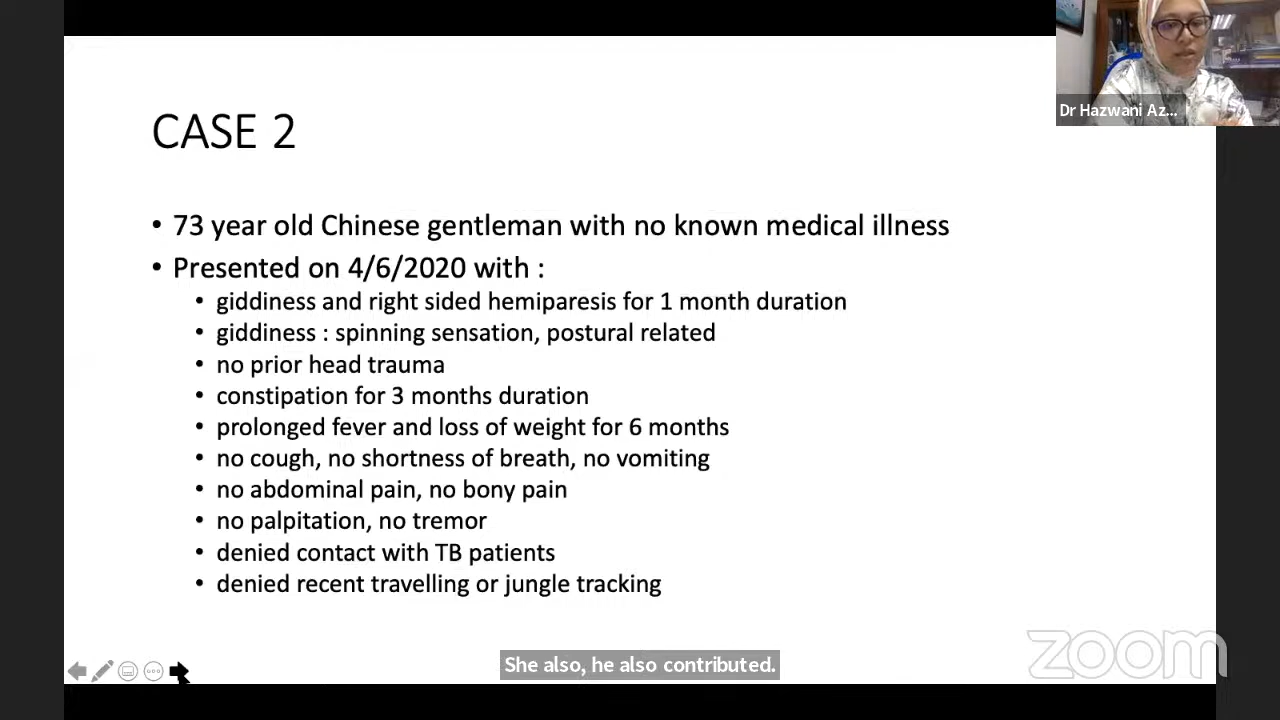 Dr Hazwani Az...
CASE 2
• 73 year old Chinese gentleman with no known medical illness
• Presented on 4/6/2020 with :
• giddiness and right sided hemiparesis for 1 month duration
• giddiness : spinning sensation, postural related
• no prior head trauma
• constipation for 3 months duration
• prolonged fever and loss of weight for 6 months
• no cough, no shortness of breath, no vomiting
• no abdominal pain, no bony pain
• no palpitation, no tremor
• denied contact with TB patients
• denied recent travelling or jungle tracking
She also, he also contributed.
zoom